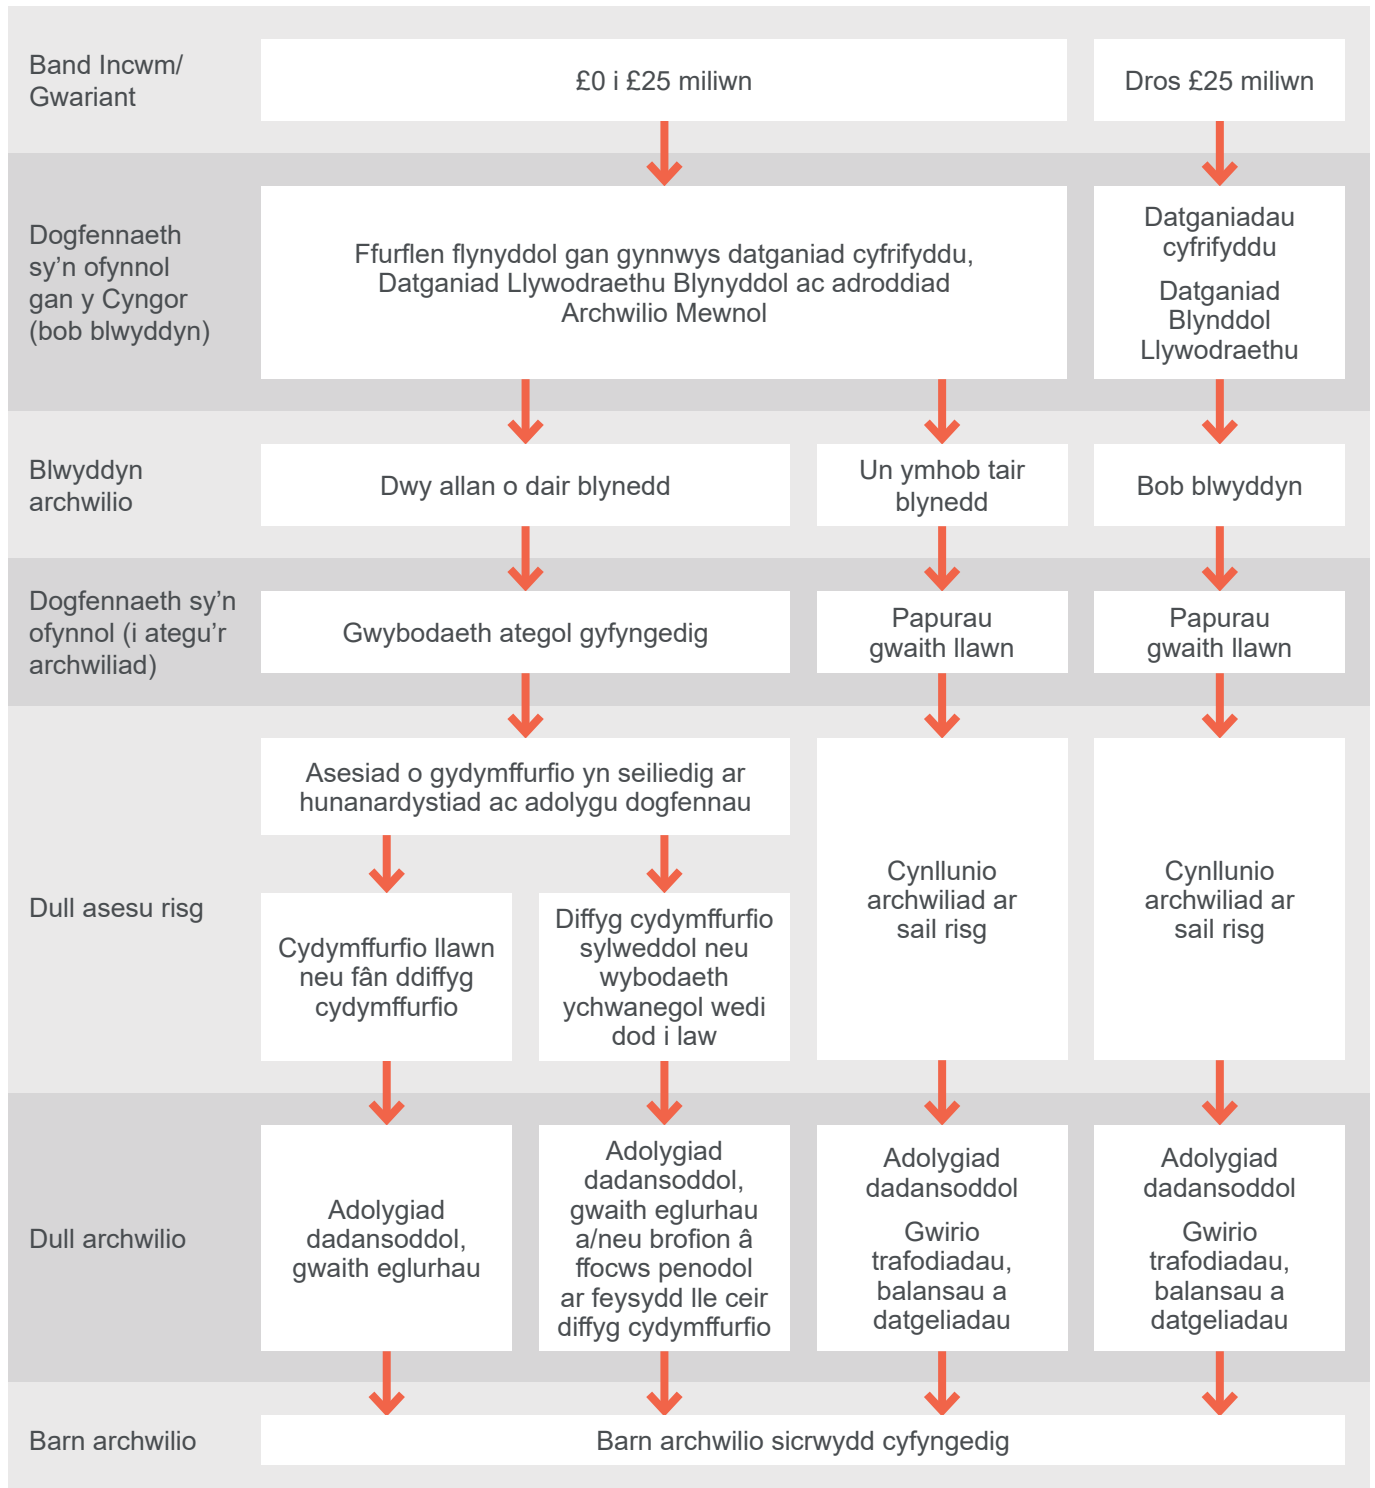 Band Incwm/
Gwariant
£0 i £25 miliwn
Dros £25 miliwn
Dogfennaeth
sy’n ofynnol
gan y Cyngor
(bob blwyddyn)
Ffurflen flynyddol gan gynnwys datganiad cyfrifyddu,
Datganiad Llywodraethu Blynyddol ac adroddiad
Archwilio Mewnol
Datganiadau
cyfrifyddu
Datganiad
Blynddol
Llywodraethu
Blwyddyn
archwilio
Dwy allan o dair blynedd
Un ymhob tair
blynedd
Bob blwyddyn
Dogfennaeth sy’n
ofynnol (i ategu’r
archwiliad)
Gwybodaeth ategol gyfyngedig
Papurau
gwaith llawn
Papurau
gwaith llawn
Dull asesu risg
Asesiad o gydymffurfio yn seiliedig ar
hunanardystiad ac adolygu dogfennau
Cydymffurfio llawn
neu fân ddiffyg
cydymffurfio
Diffyg cydymffurfio
sylweddol neu
wybodaeth
ychwanegol wedi
dod i law
Cynllunio
archwiliad ar
sail risg
Cynllunio
archwiliad ar
sail risg
Dull archwilio
Adolygiad
dadansoddol,
gwaith eglurhau
Adolygiad
dadansoddol,
gwaith eglurhau
a/neu brofion â
ffocws penodol
ar feysydd lle ceir
diffyg cydymffurfio
Adolygiad
dadansoddol
Gwirio
trafodiadau,
balansau a
datgeliadau
Adolygiad
dadansoddol
Gwirio
trafodiadau,
balansau a
datgeliadau
Barn archwilio
Barn archwilio sicrwydd cyfyngedig